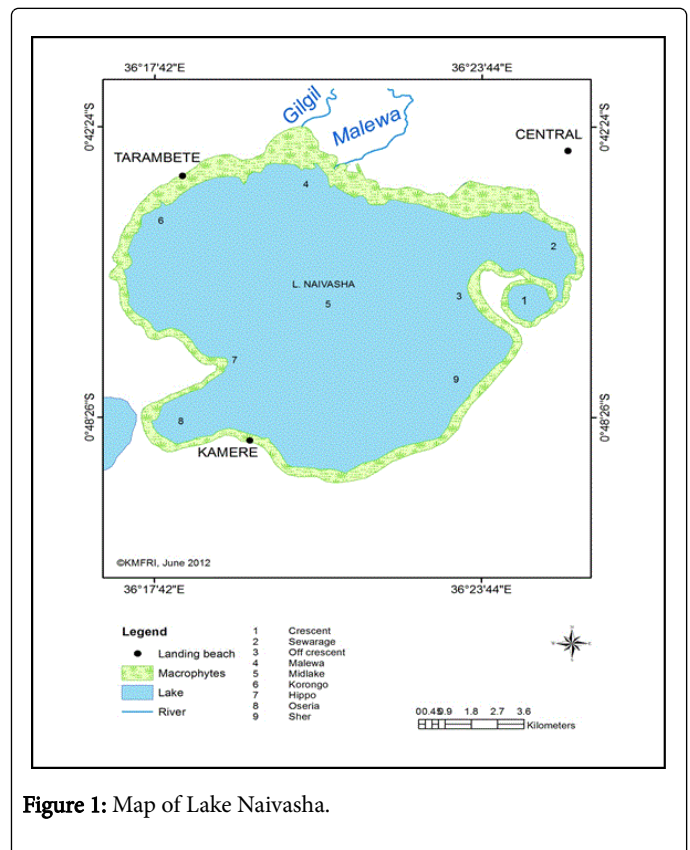 36°17'42"E 36°23'44"E
Gilgil
Malewa
0°42'24"S 0°42'24"S
CENTRAL
TARAMBETE
4
6
2
L. NAIVASHA
3
1
5
7
9
8
0°48'26"S 0°48'26"S
KAMERE
©KMFRI, June 2012
36°17'42"E 36°23'44"E
Legend
Landing beach
Macrophytes
Lake
River
1 Crescent
2 Sewarage
3 Off crescent
4 Malewa
5 Midlake
6 Korongo
7 Hippo
8 Oseria
9 Sher
00.450.9 1.8 2.7 3.6
Kilometers
Figure 1: Map of Lake Naivasha.